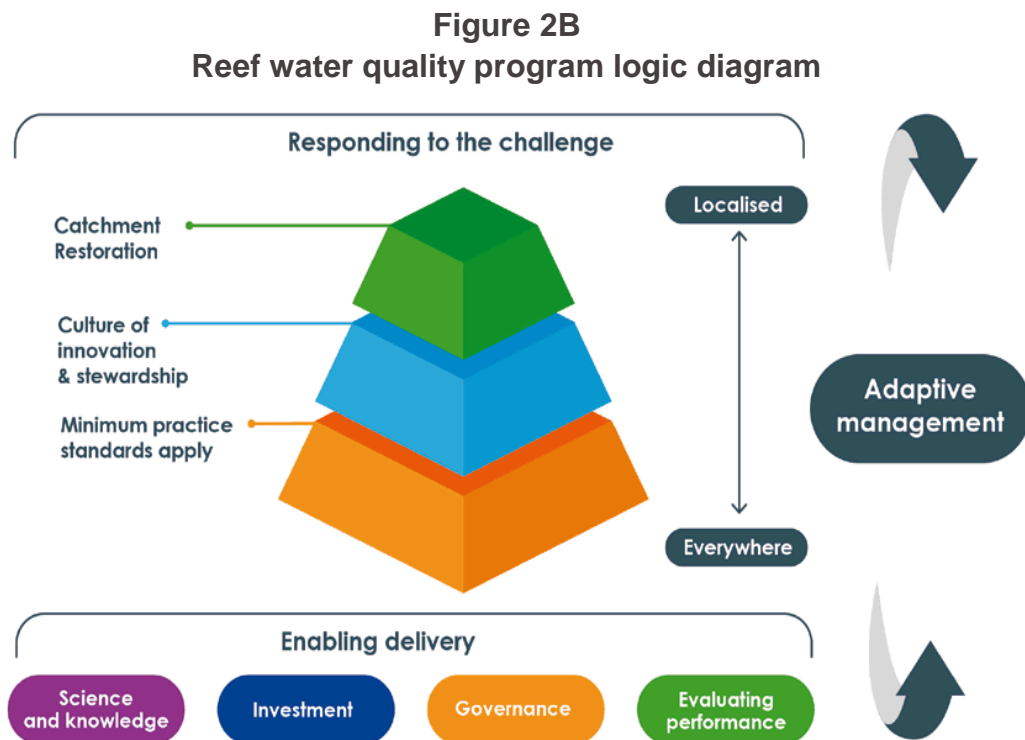 Figure 2B
Reef water quality program logic diagram
Responding to the challenge
Catchment
Restoration
Localised
Culture of
innovation
& stewardship
Adaptive
management
Minimum practice
standards apply
Everywhere
Enabling delivery
Science
and knowledge
Investment
Governance
Evaluating
performance